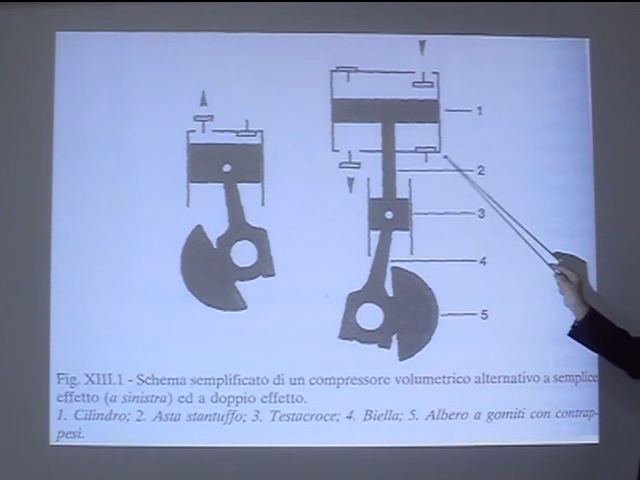 1
2
3
4
5
Fig. XIII.1 - Schema semplificato di un compressore volumetrico alternativo a semplice
effetto (a sinistra) ed a doppio effetto.
1. Cilindro; 2. Asta stantuffo; 3. Testacroce; 4. Biella; 5. Albero a gomiti con contrap-
pesi.